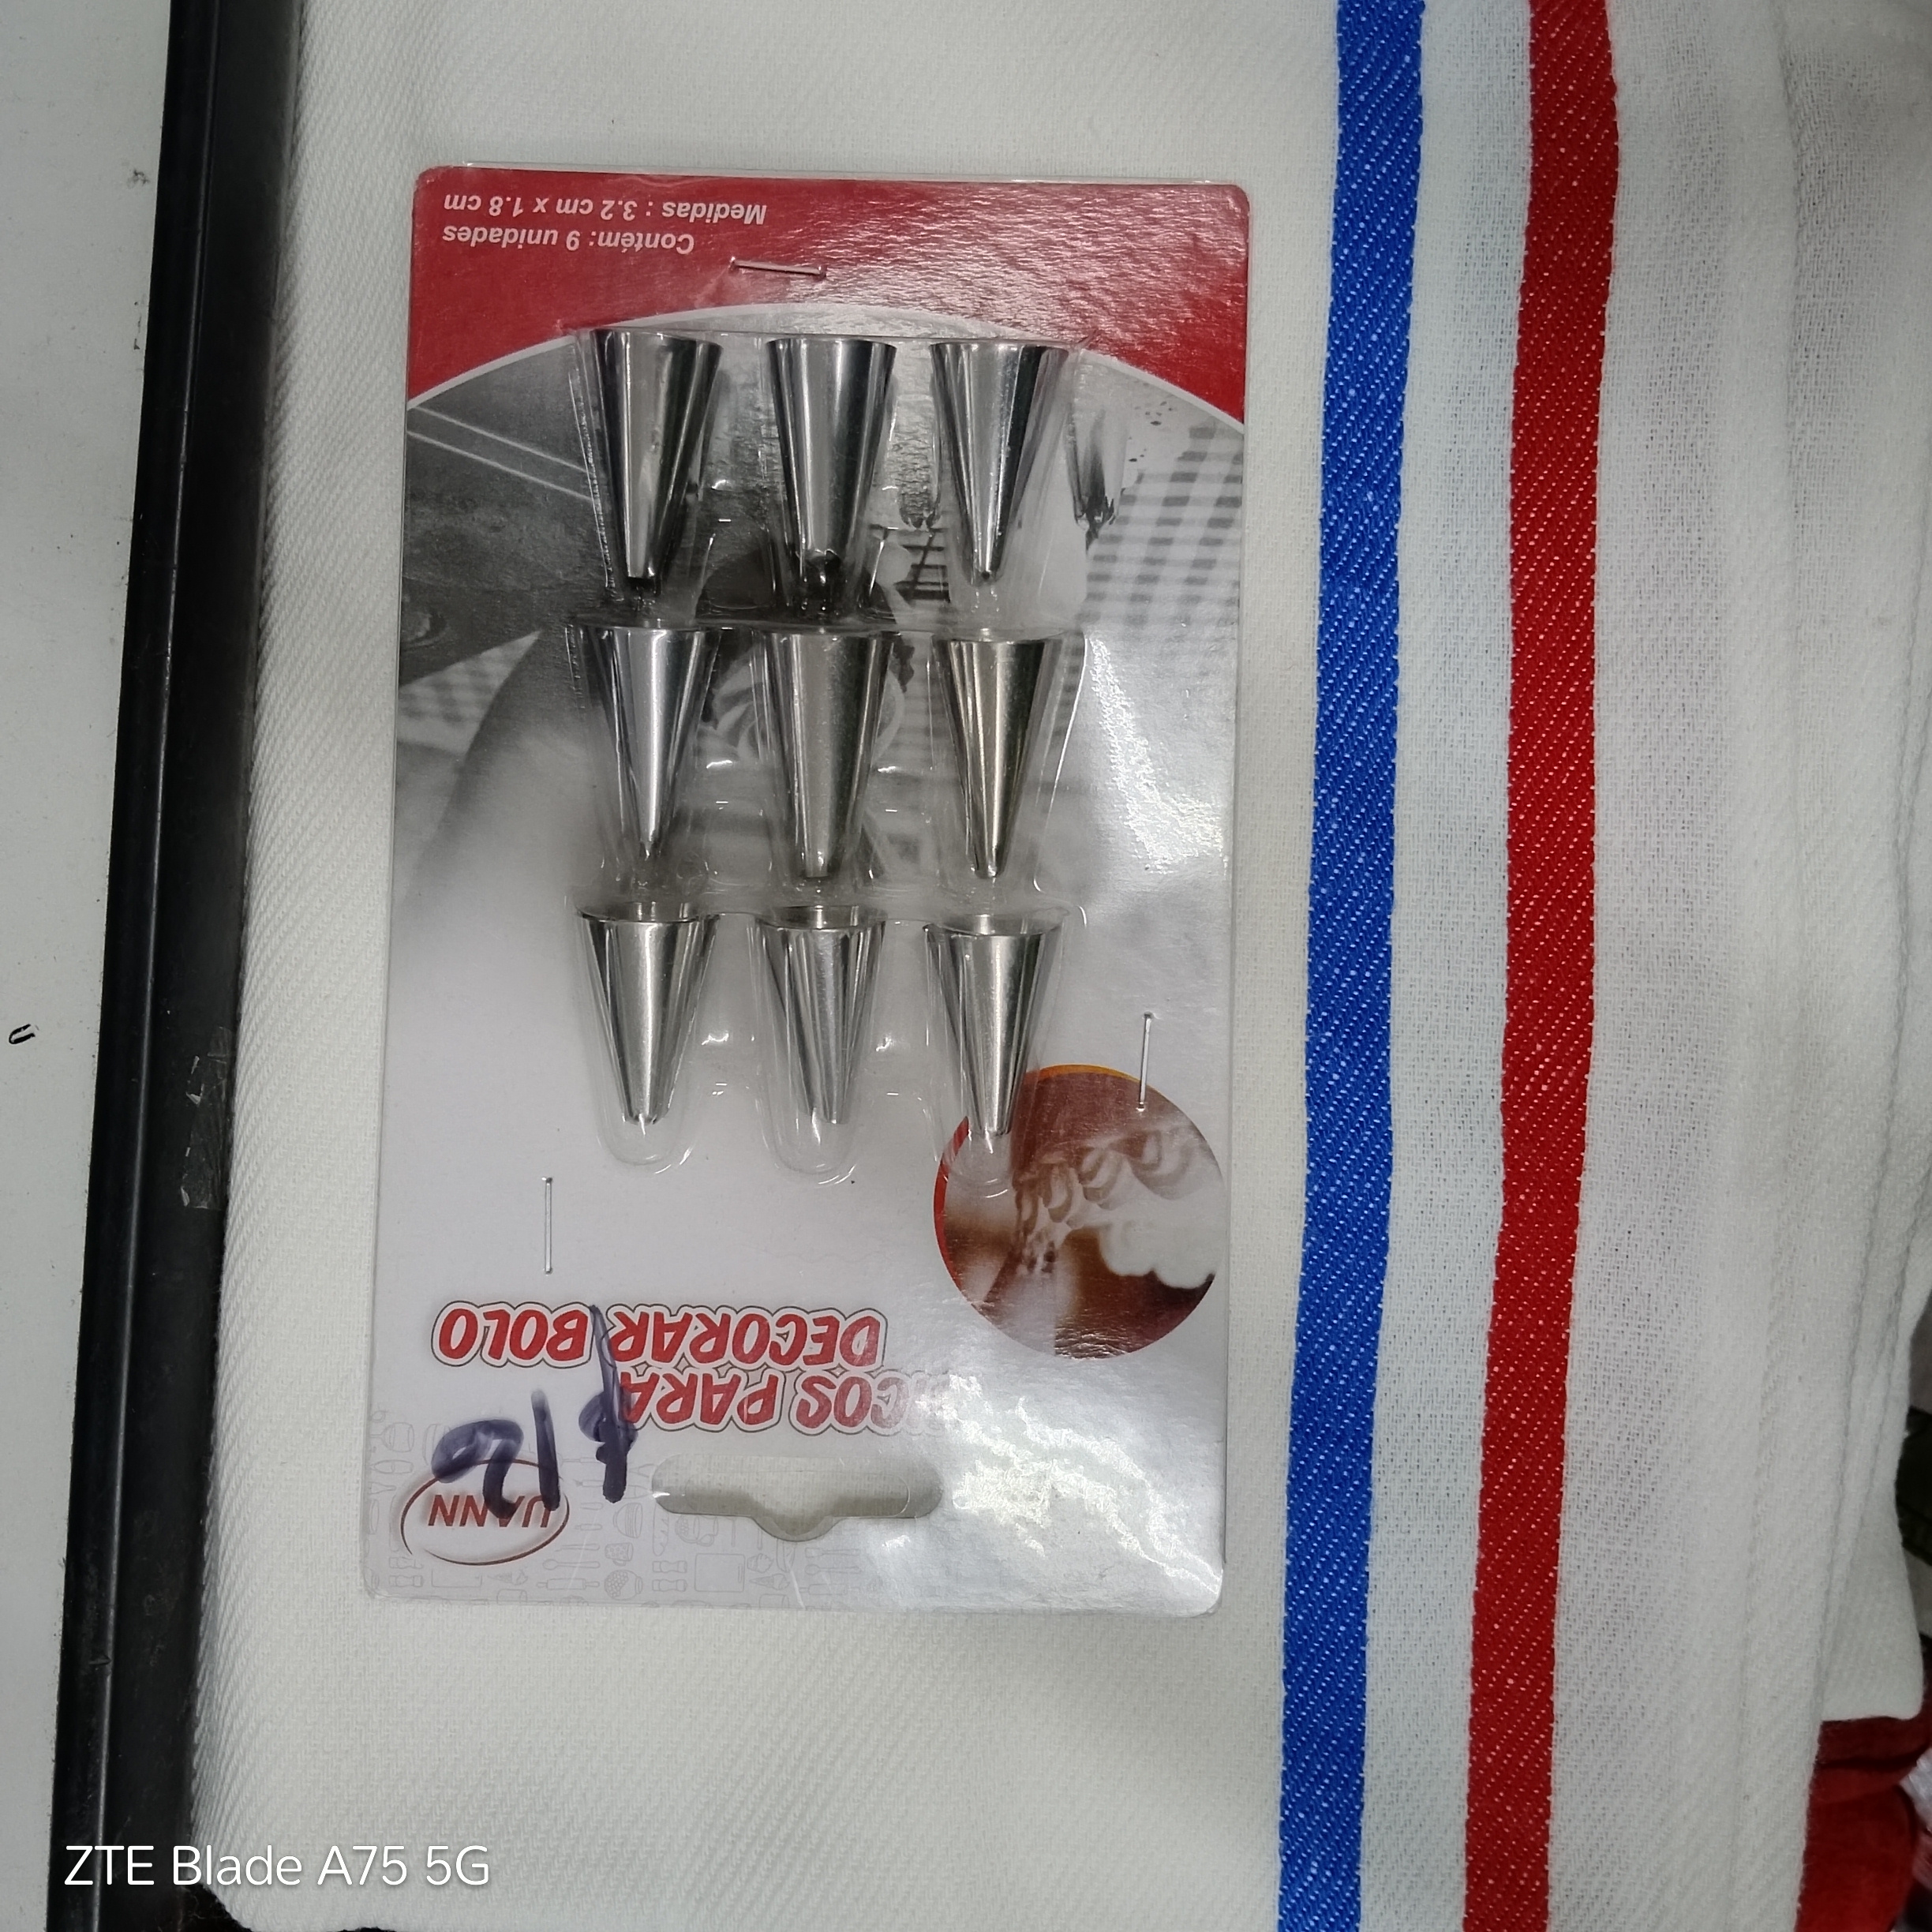 UANN
₱12
BICOS PARA
DECORAR BOLO
Contém: 9 unidades
Medidas : 3.2 cm x 1.8 cm
ZTE Blade A75 5G